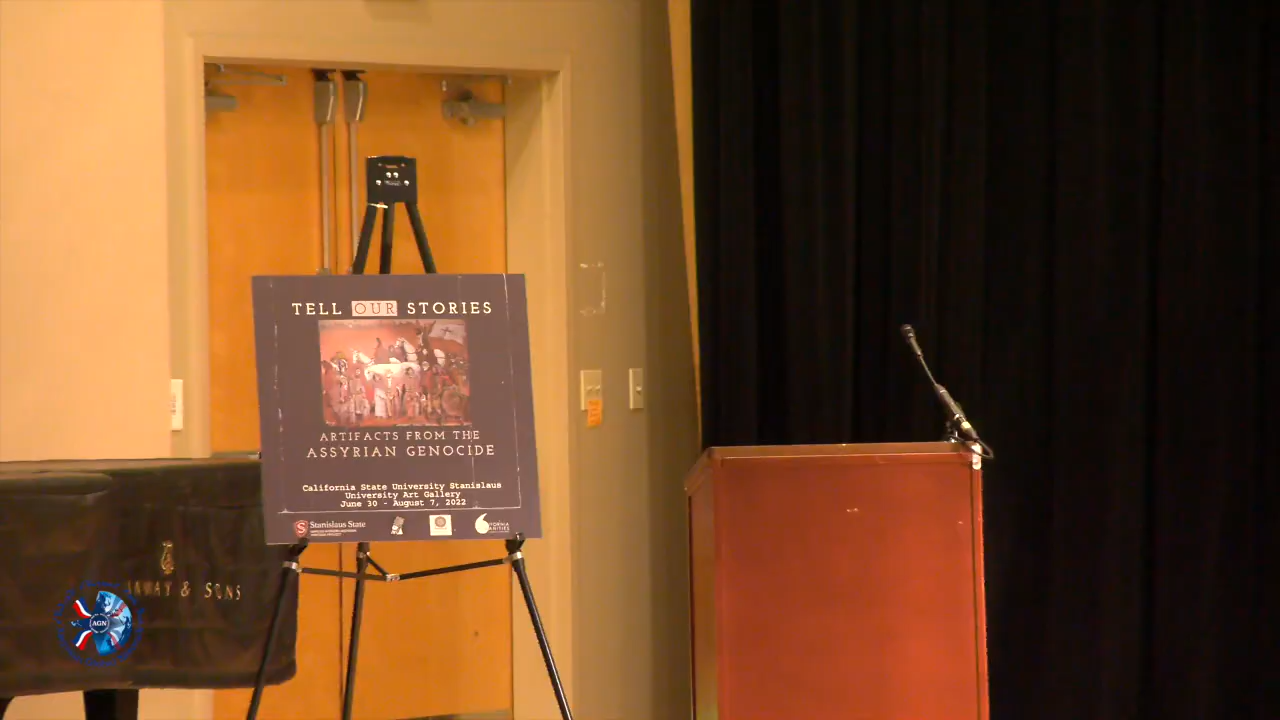 TELL OUR STORIES
ARTIFACTS FROM THE
ASSYRIAN GENOCIDE
California State University Stanislaus
University Art Gallery
June 30 - August 7, 2022
Stanislaus State
& SONS
AGN